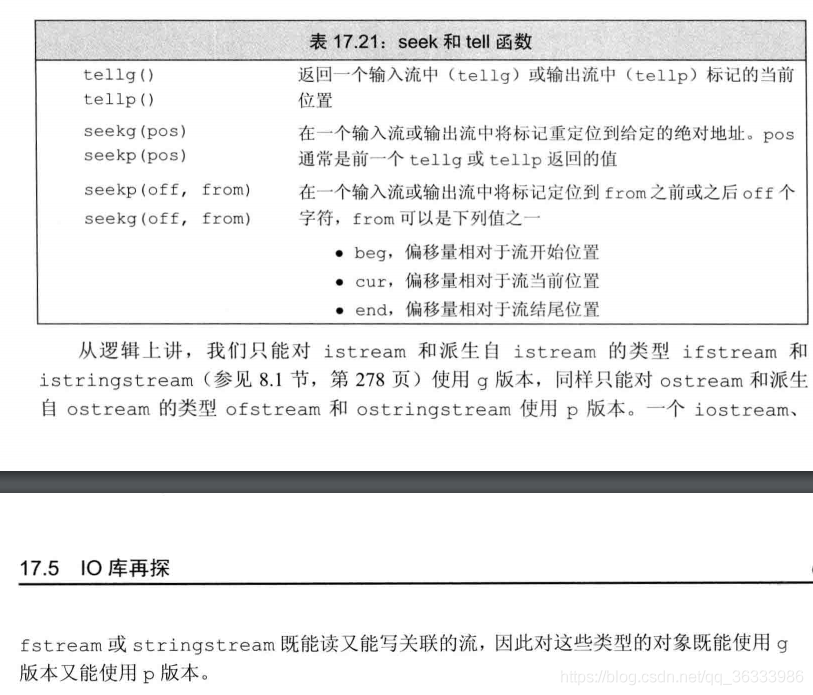 表 17.21：seek 和 tell 函数
tellg() 返回一个输入流中（tellg）或输出流中（tellp）标记的当前
tellp() 位置
seekg(pos) 在一个输入流或输出流中将标记重定位到给定的绝对地址。pos
seekp(pos) 通常是前一个 tellg 或 tellp 返回的值
seekp(off, from) 在一个输入流或输出流中将标记定位到 from 之前或之后 off 个
seekg(off, from) 字符，from 可以是下列值之一
● beg，偏移量相对于流开始位置
● cur，偏移量相对于流当前位置
● end，偏移量相对于流结尾位置
从逻辑上讲，我们只能对 istream 和派生自 istream 的类型 ifstream 和
istringstream（参见 8.1 节，第 278 页）使用 g 版本，同样只能对 ostream 和派生
自 ostream 的类型 ofstream 和 ostringstream 使用 p 版本。一个 iostream、
17.5 IO 库再探
fstream 或 stringstream 既能读又能写关联的流，因此对这些类型的对象既能使用 g
版本又能使用 p 版本。
https://blog.csdn.net/qq_36333986